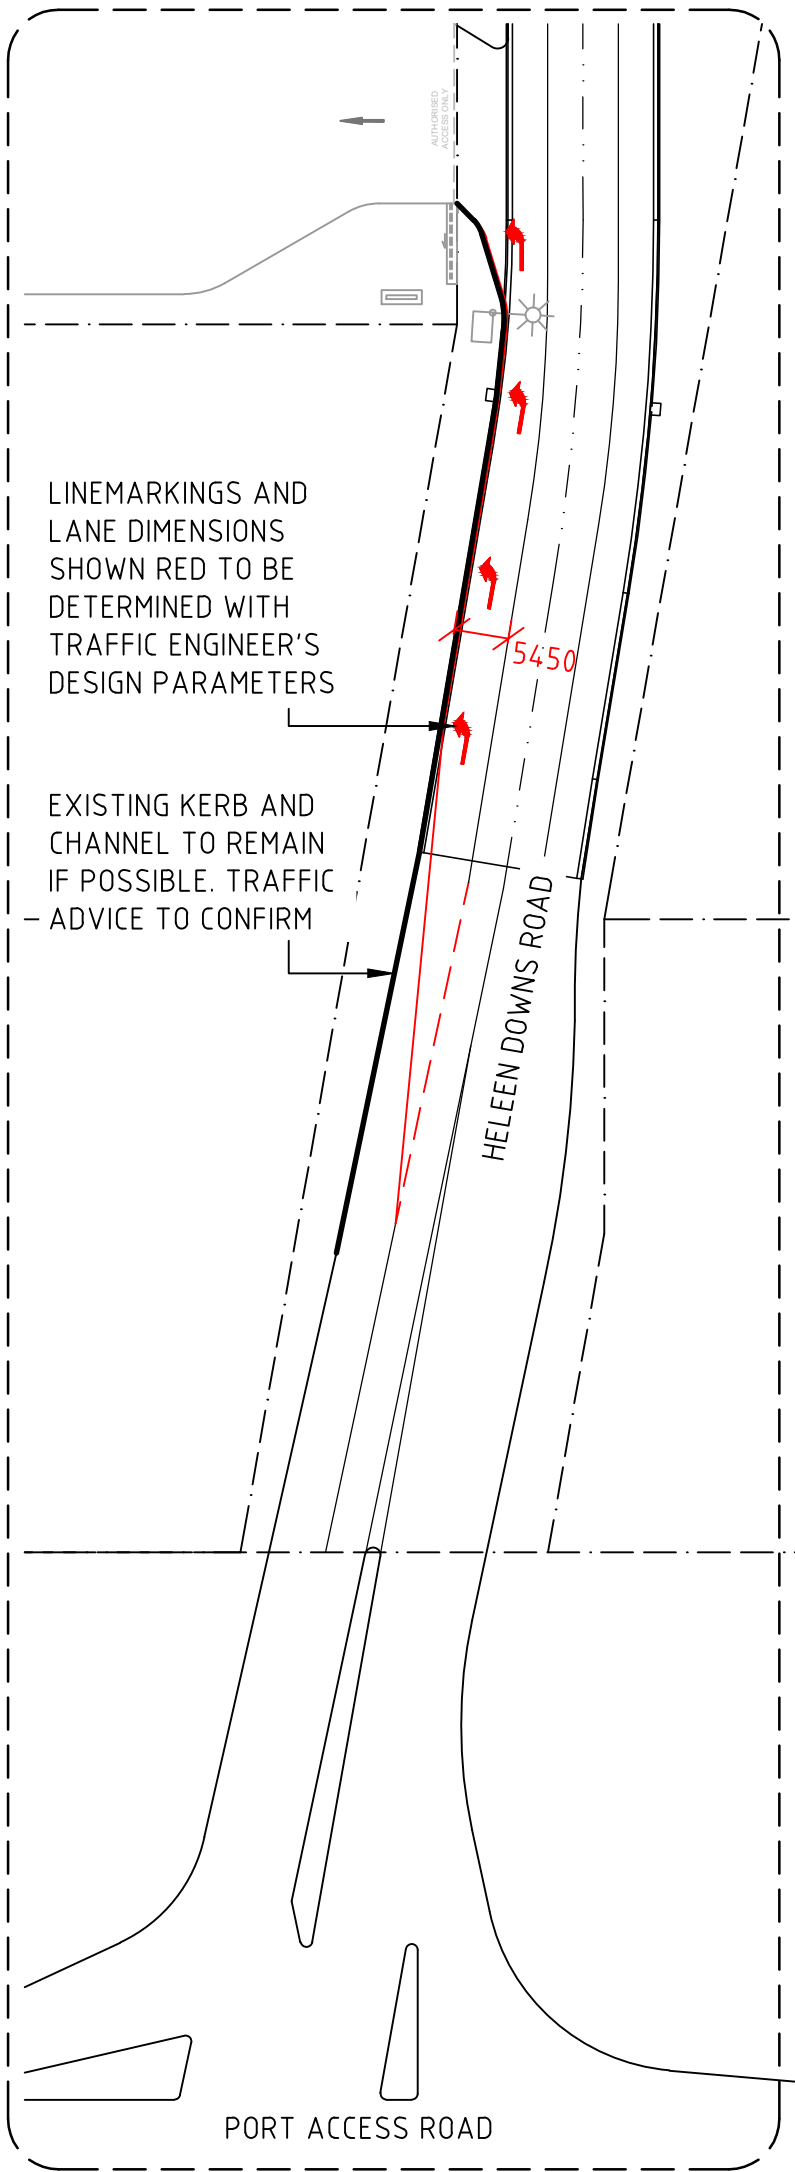 AUTHORISED
ACCESS ONLY
LINEMARKINGS AND
LANE DIMENSIONS
SHOWN RED TO BE
DETERMINED WITH
TRAFFIC ENGINEER'S
DESIGN PARAMETERS
5450
EXISTING KERB AND
CHANNEL TO REMAIN
IF POSSIBLE. TRAFFIC
ADVICE TO CONFIRM
HELEEN DOWNS ROAD
PORT ACCESS ROAD